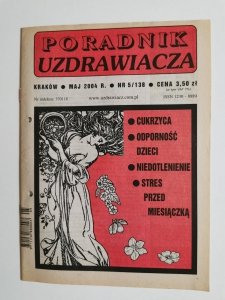 PORADNIK
UZDRAWIACZA
KRAKÓW ● MAJ 2004 R. ● NR 5/138 ● CENA 3,50 zł
www.uzdrawiacz.com.pl
● CUKRZYCA
● ODPORNOŚĆ
DZIECI
● NIEDOTLENIENIE
● STRES
PRZED
MIESIĄCZKĄ